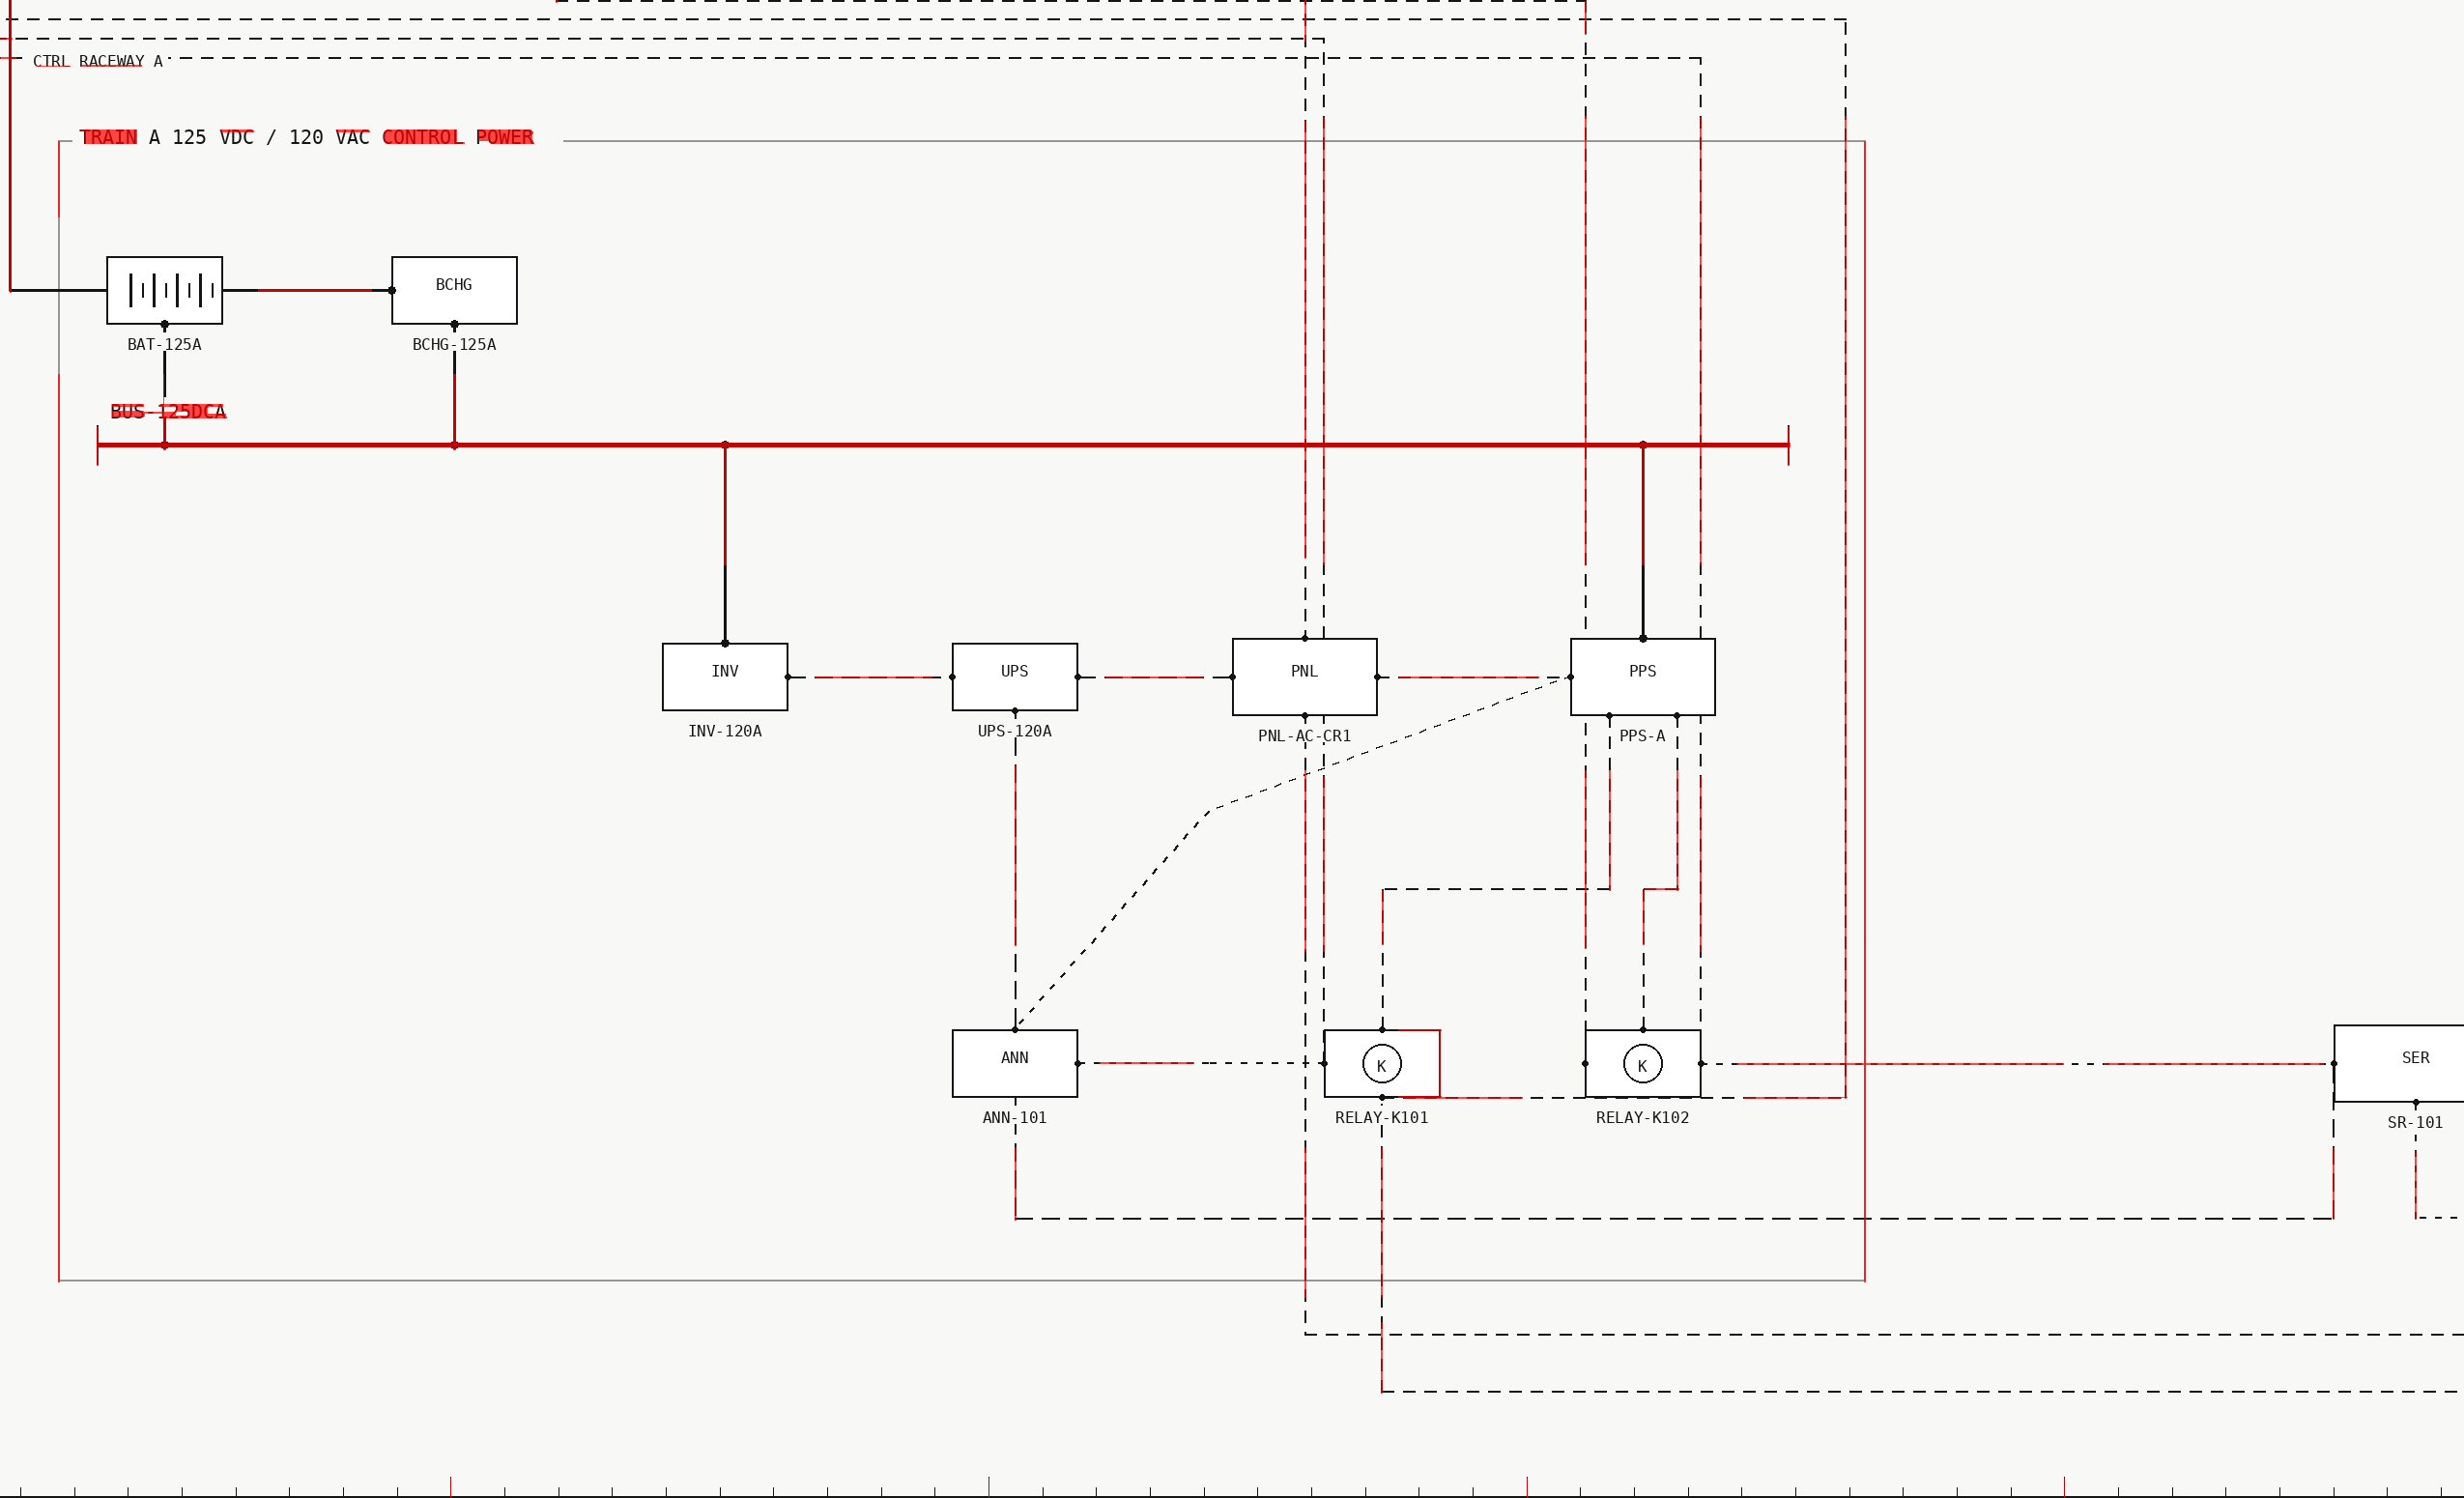 CTRL RACEWAY A
TRAIN A 125 VDC / 120 VAC CONTROL POWER
BCHG
BAT-125A
BCHG-125A
BUS-125DCA
INV
UPS
PNL
PPS
INV-120A
UPS-120A
PNL-AC-CR1
PPS-A
ANN
K
K
SER
ANN-101
RELAY-K101
RELAY-K102
SR-101